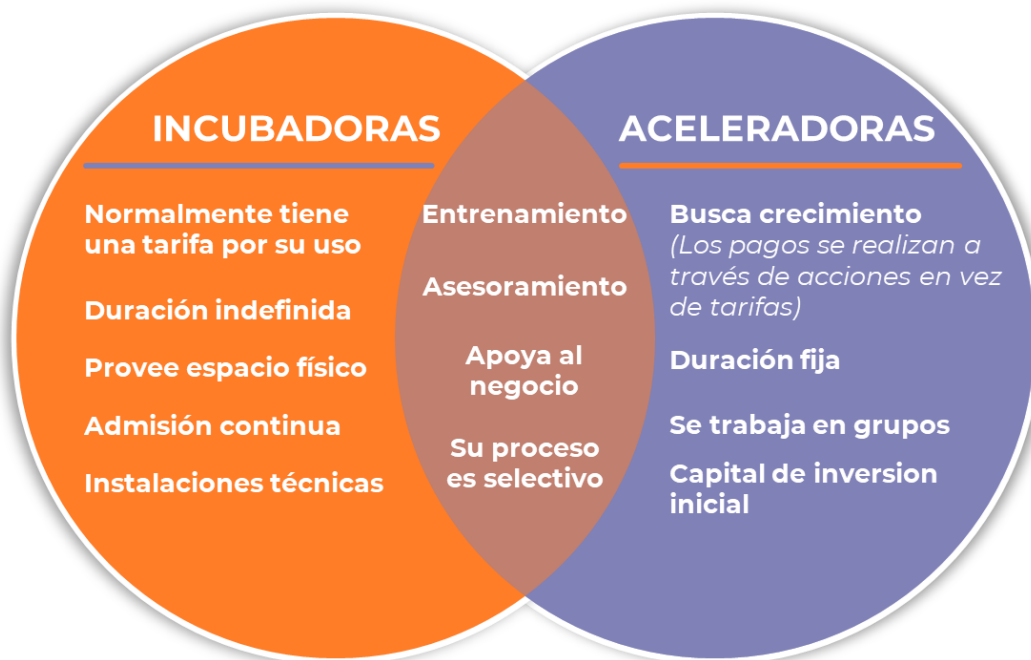 INCUBADORAS
Normalmente tiene
una tarifa por su uso
Duración indefinida
Provee espacio físico
Admisión continua
Instalaciones técnicas
Entrenamiento
Asesoramiento
Apoya al
negocio
Su proceso
es selectivo
ACELERADORAS
Busca crecimiento
(Los pagos se realizan a
través de acciones en vez
de tarifas)
Duración fija
Se trabaja en grupos
Capital de inversion
inicial